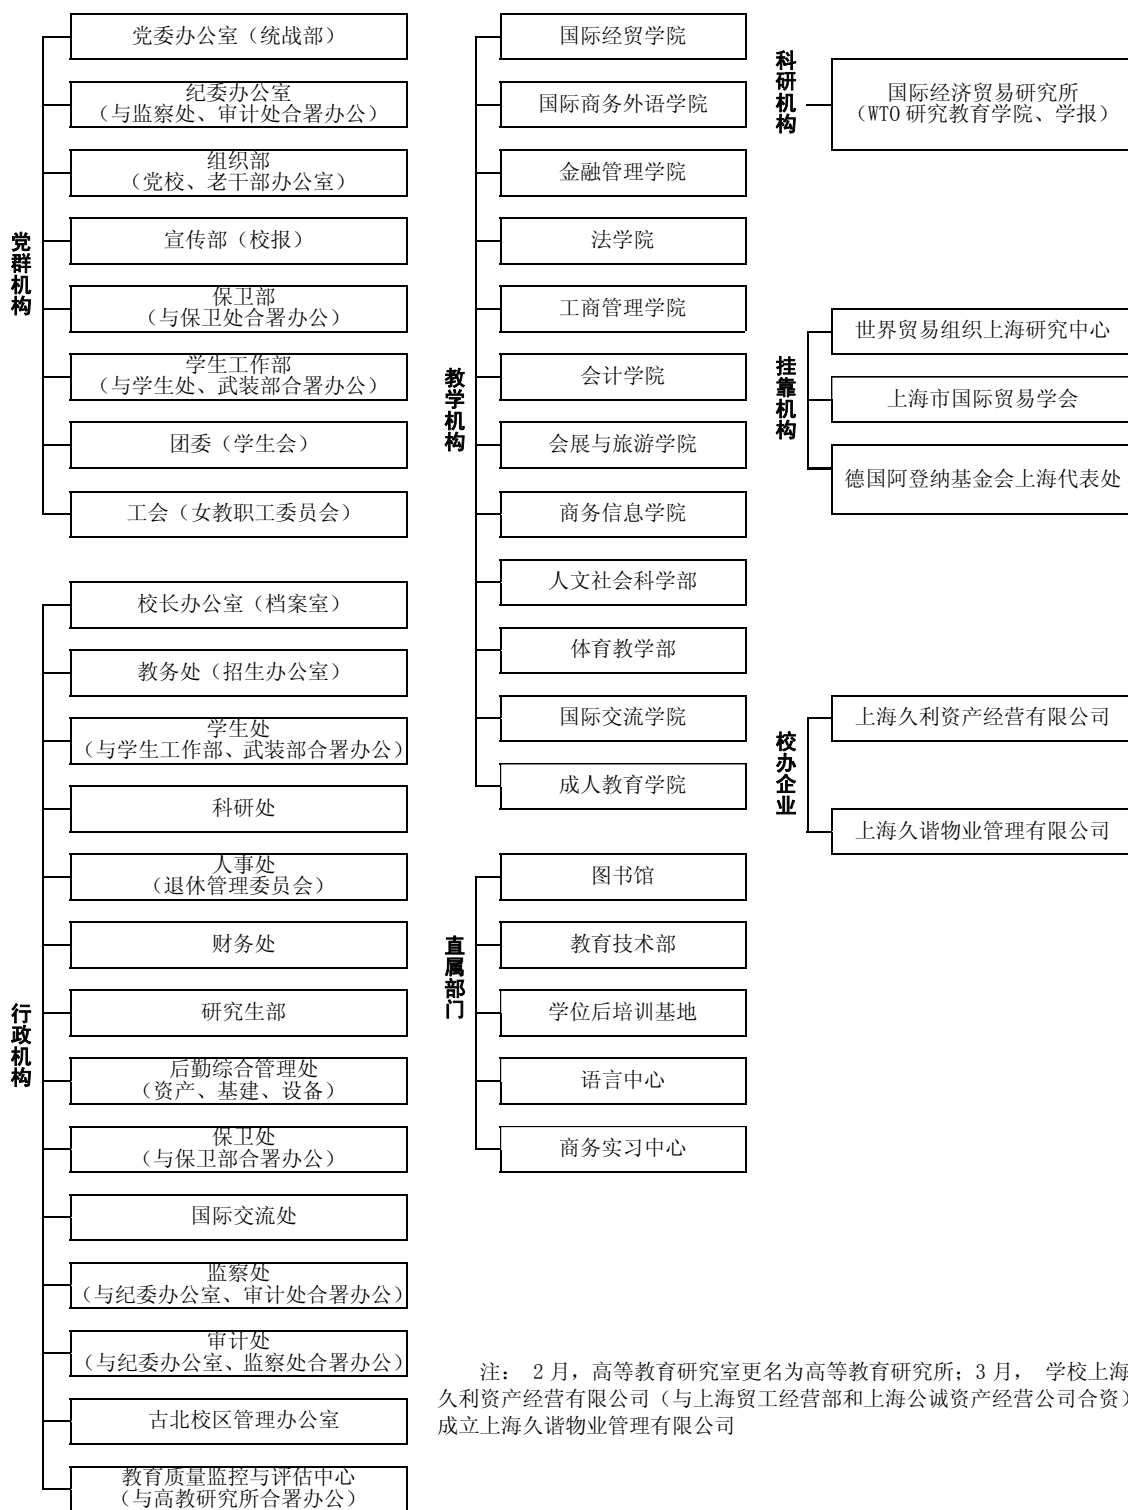 党群机构
党委办公室（统战部）
纪委办公室
（与监察处、审计处合署办公）
组织部
（党校、老干部办公室）
宣传部（校报）
保卫部
（与保卫处合署办公）
学生工作部
（与学生处、武装部合署办公）
团委（学生会）
工会（女教职工委员会）
行政机构
校长办公室（档案室）
教务处（招生办公室）
学生处
（与学生工作部、武装部合署办公）
科研处
人事处
（退休管理委员会）
财务处
研究生部
后勤综合管理处
（资产、基建、设备）
保卫处
（与保卫部合署办公）
国际交流处
监察处
（与纪委办公室、审计处合署办公）
审计处
（与纪委办公室、监察处合署办公）
古北校区管理办公室
教育质量监控与评估中心
（与高教研究所合署办公）
教学机构
国际经贸学院
国际商务外语学院
金融管理学院
法学院
工商管理学院
会计学院
会展与旅游学院
商务信息学院
人文社会科学部
体育教学部
国际交流学院
成人教育学院
直属部门
图书馆
教育技术部
学位后培训基地
语言中心
商务实习中心
科研机构
国际经济贸易研究所
（WTO 研究教育学院、学报）
挂靠机构
世界贸易组织上海研究中心
上海市国际贸易学会
德国阿登纳基金会上海代表处
校办企业
上海久利资产经营有限公司
上海久谐物业管理有限公司
注： 2 月，高等教育研究室更名为高等教育研究所；3 月， 学校上海
久利资产经营有限公司（与上海贸工经营部和上海公诚资产经营公司合资）
成立上海久谐物业管理有限公司